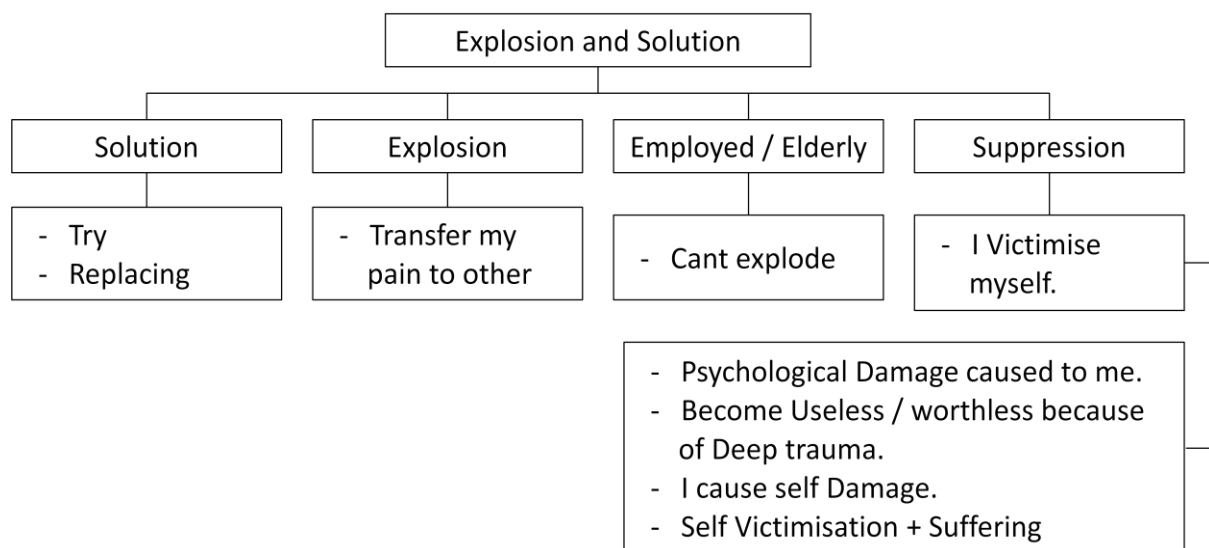 Explosion and Solution
Solution
Explosion
Employed / Elderly
Suppression
- Try
- Replacing
- Transfer my
pain to other
- Cant explode
- I Victimise
myself.
- Psychological Damage caused to me.
- Become Useless / worthless because
of Deep trauma.
- I cause self Damage.
- Self Victimisation + Suffering